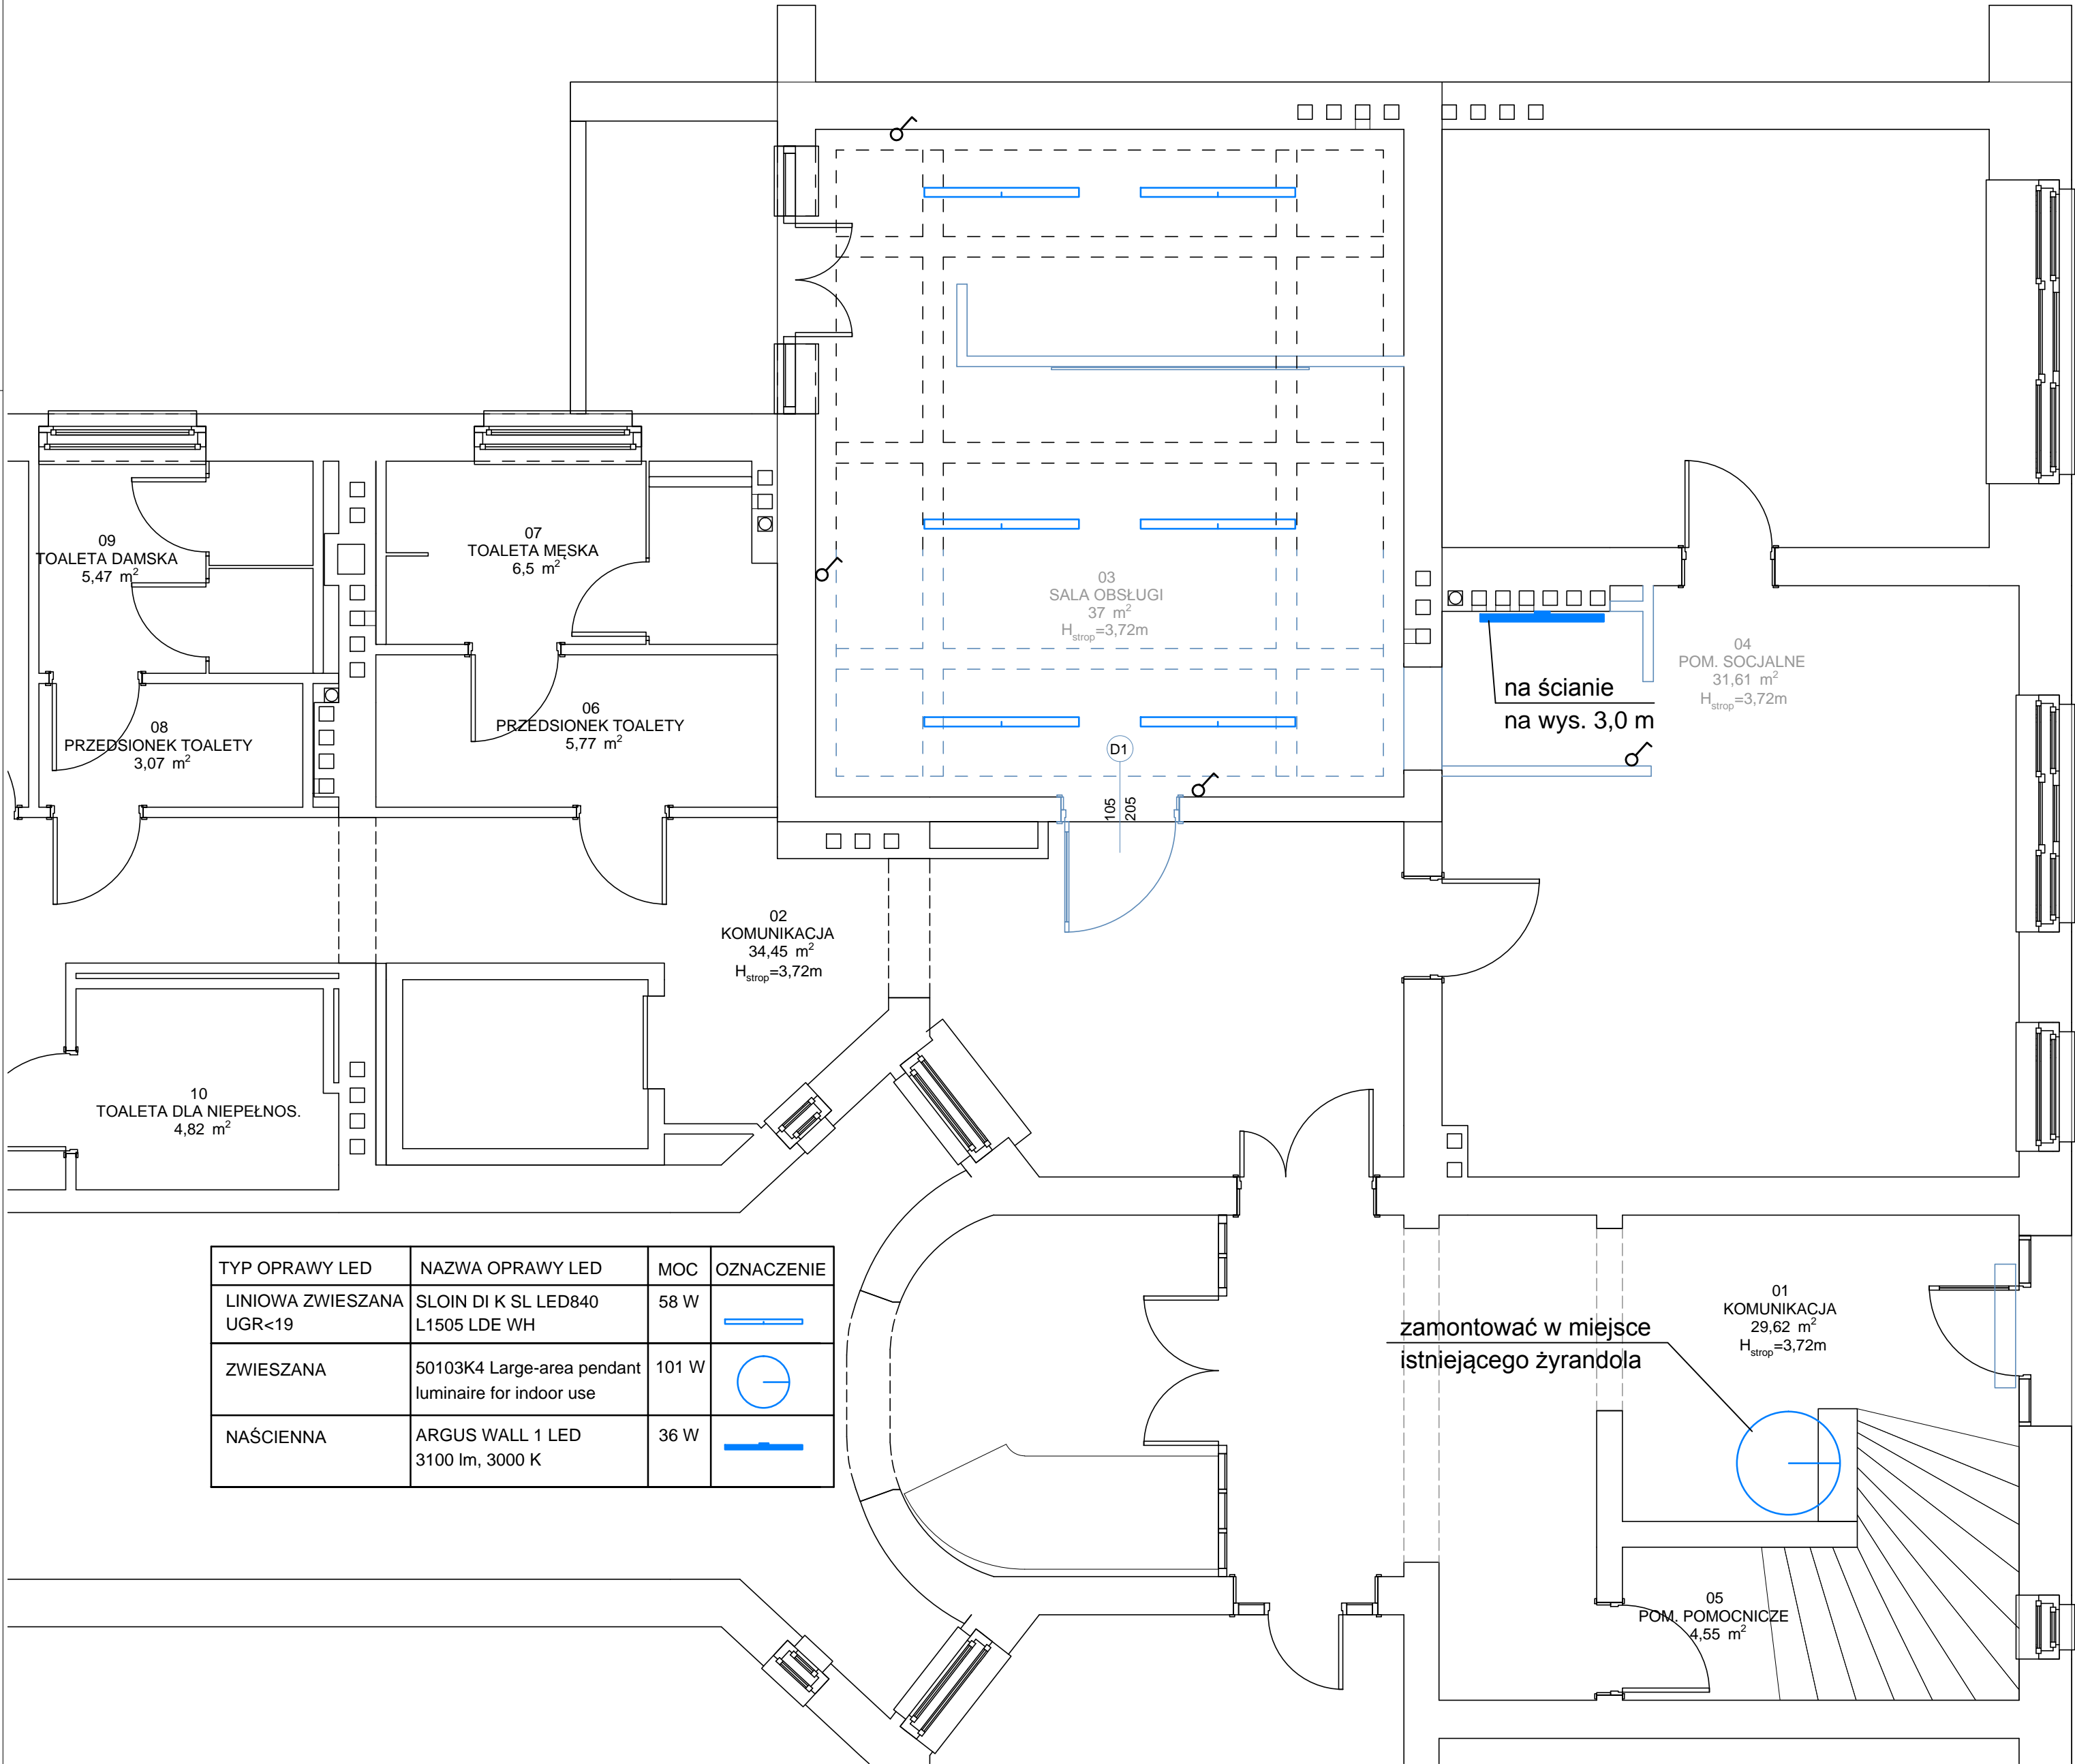 09
TOALETA DAMSKA
5,47 m²
07
TOALETA MĘSKA
6,5 m²
03
SALA OBSŁUGI
37 m²
Hstrop=3,72m
04
POM. SOCJALNE
31,61 m²
Hstrop=3,72m
na ścianie
na wys. 3,0 m
08
PRZEDSIONEK TOALETY
3,07 m²
06
PRZEDSIONEK TOALETY
5,77 m²
D1
105
205
02
KOMUNIKACJA
34,45 m²
Hstrop=3,72m
10
TOALETA DLA NIEPEŁNOS.
4,82 m²
TYP OPRAWY LED NAZWA OPRAWY LED MOC OZNACZENIE
LINIOWA ZWIESZANA SLOIN DI K SL LED840 58 W
UGR<19 L1505 LDE WH
ZWIESZANA 50103K4 Large-area pendant 101 W
luminaire for indoor use
NAŚCIENNA ARGUS WALL 1 LED 36 W
3100 lm, 3000 K
01
KOMUNIKACJA
29,62 m²
Hstrop=3,72m
zamontować w miejsce
istniejącego żyrandola
05
POM. POMOCNICZE
4,55 m²